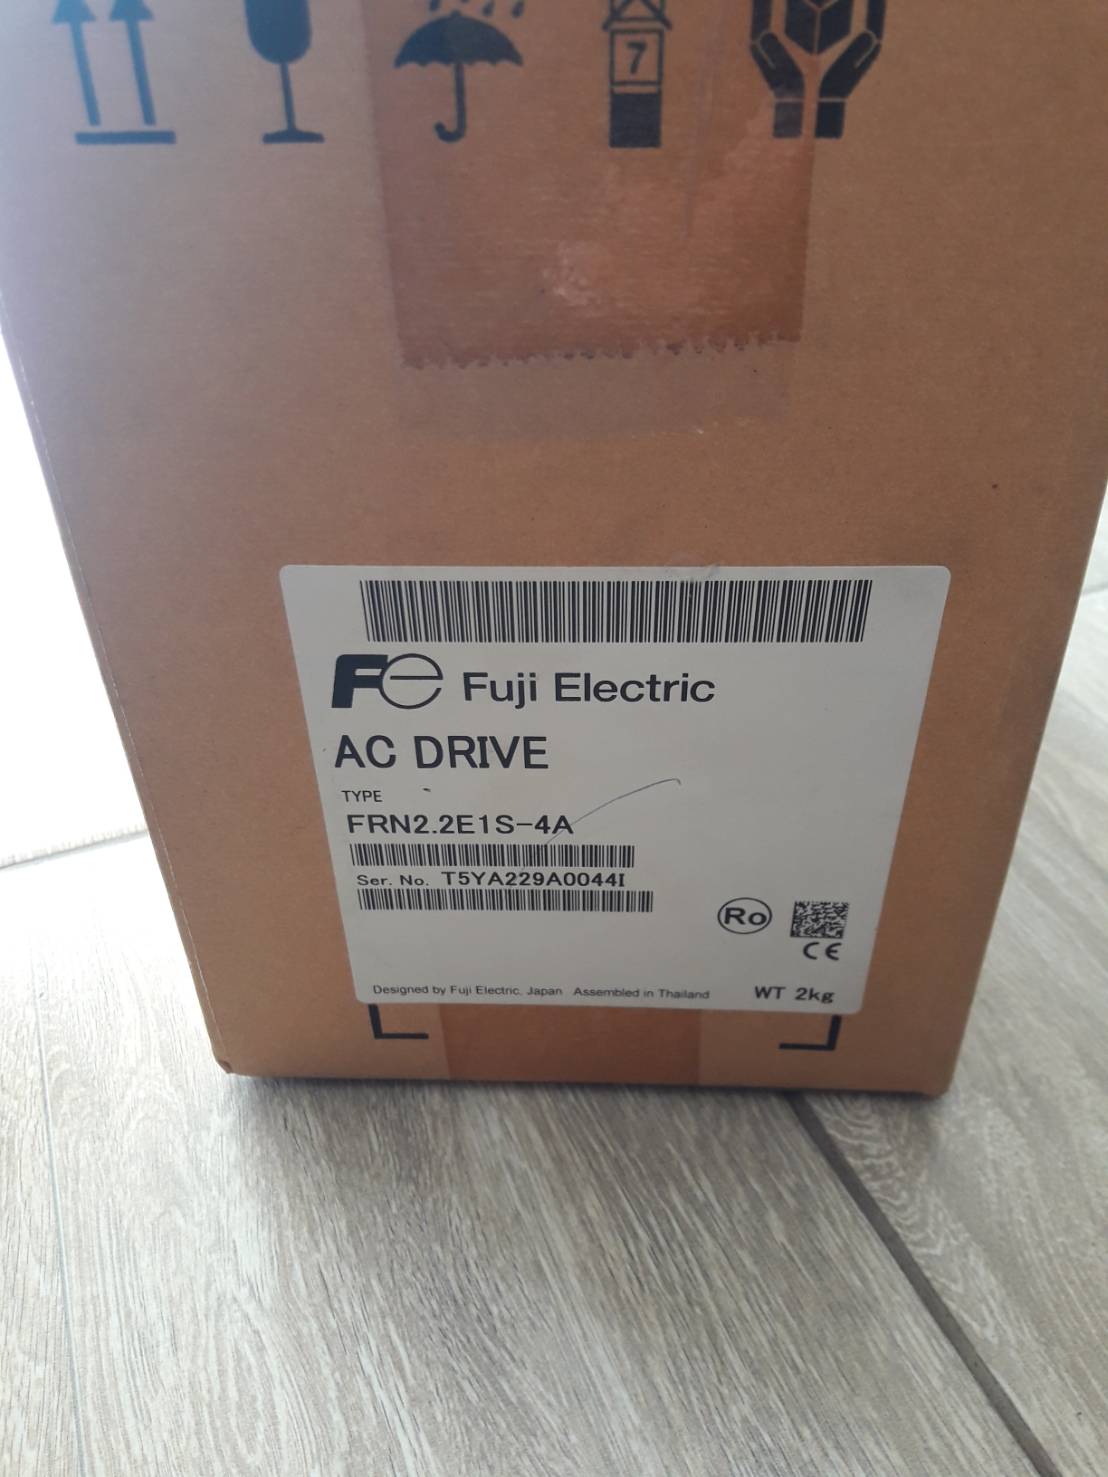 7
Fe Fuji Electric
AC DRIVE
TYPE
FRN2.2E1S-4A
Ser. No. T5YA229A0044I
Ro
CE
Designed by Fuji Electric, Japan Assembled in Thailand WT 2kg